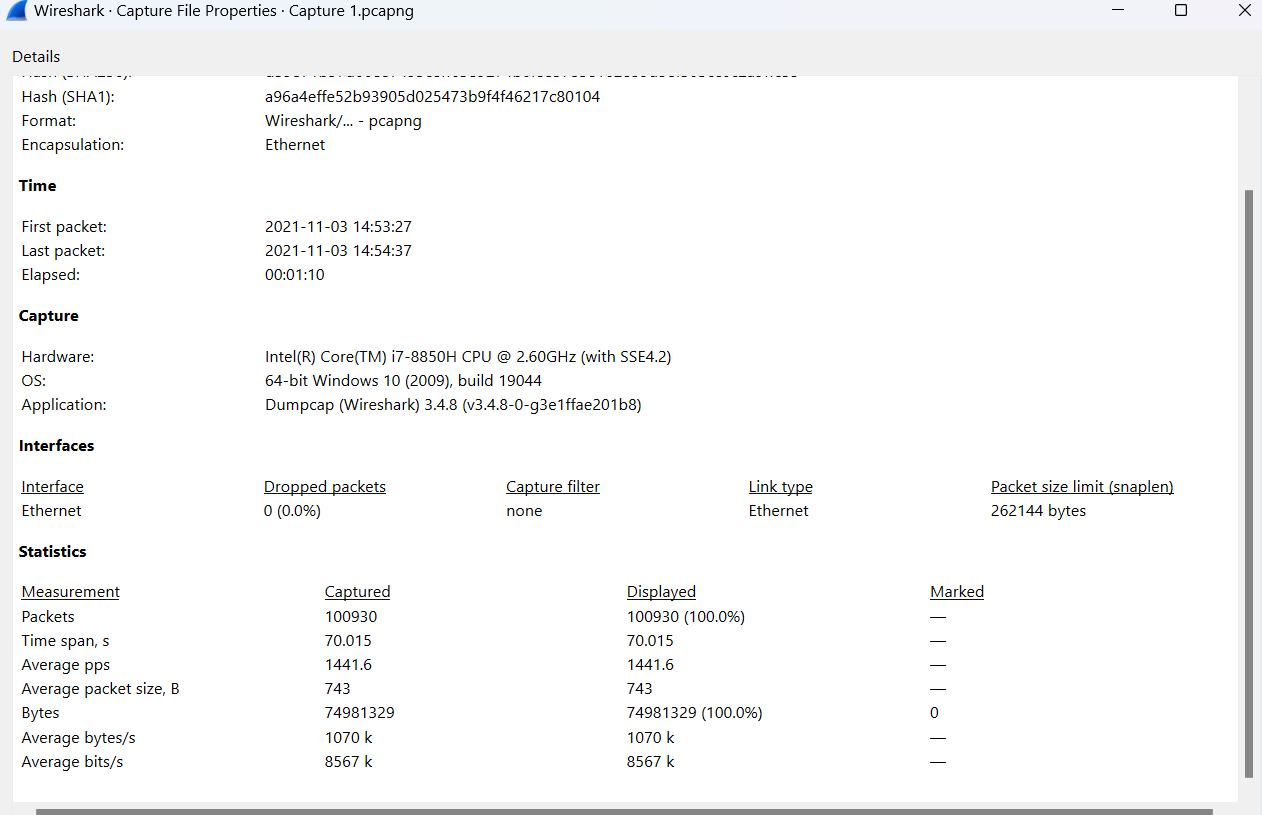 Wireshark · Capture File Properties · Capture 1.pcapng
Details
Hash (SHA1): a96a4effe52b93905d025473b9f4f46217c80104
Format: Wireshark/... - pcapng
Encapsulation: Ethernet
Time
First packet: 2021-11-03 14:53:27
Last packet: 2021-11-03 14:54:37
Elapsed: 00:01:10
Capture
Hardware: Intel(R) Core(TM) i7-8850H CPU @ 2.60GHz (with SSE4.2)
OS: 64-bit Windows 10 (2009), build 19044
Application: Dumpcap (Wireshark) 3.4.8 (v3.4.8-0-g3e1ffae201b8)
Interfaces
Interface Dropped packets Capture filter Link type Packet size limit (snaplen)
Ethernet 0 (0.0%) none Ethernet 262144 bytes
Statistics
Measurement Captured Displayed Marked
Packets 100930 100930 (100.0%) —
Time span, s 70.015 70.015 —
Average pps 1441.6 1441.6 —
Average packet size, B 743 743 —
Bytes 74981329 74981329 (100.0%) 0
Average bytes/s 1070 k 1070 k —
Average bits/s 8567 k 8567 k —